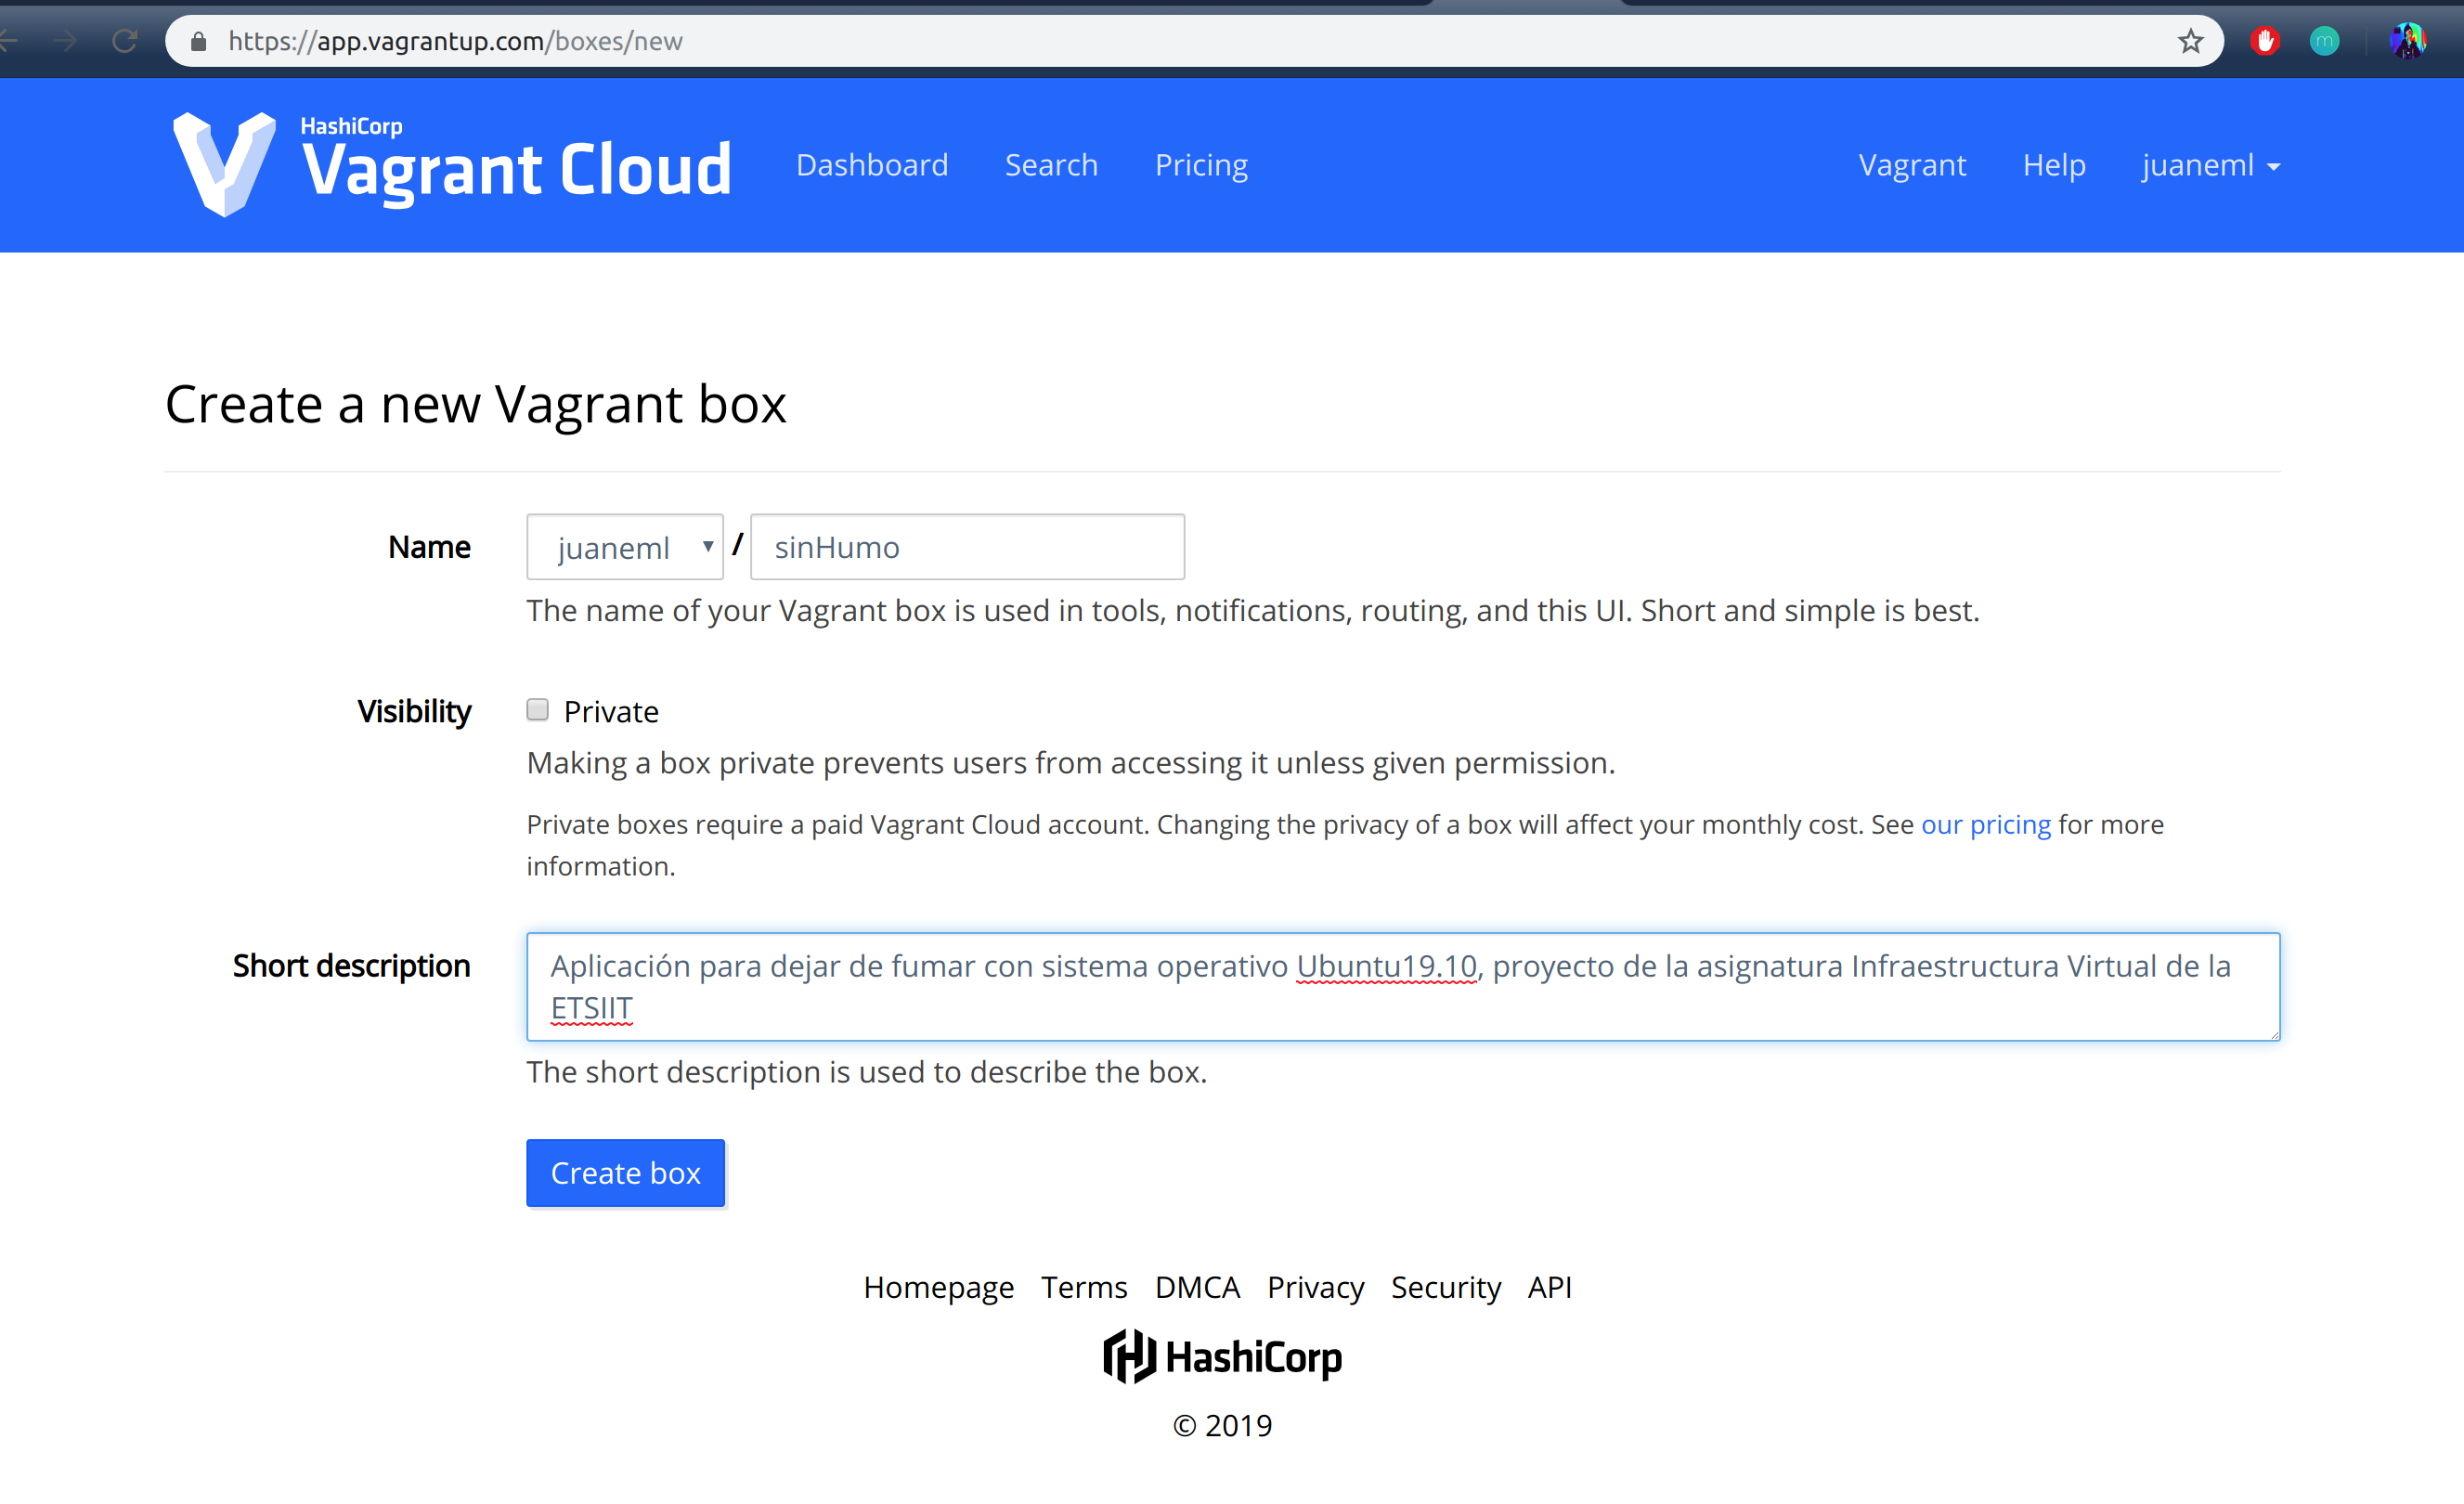 https://app.vagrantup.com/boxes/new
m
HashiCorp
Vagrant Cloud
Dashboard Search Pricing Vagrant Help juaneml
Create a new Vagrant box
Name juaneml / sinHumo
The name of your Vagrant box is used in tools, notifications, routing, and this UI. Short and simple is best.
Visibility Private
Making a box private prevents users from accessing it unless given permission.
Private boxes require a paid Vagrant Cloud account. Changing the privacy of a box will affect your monthly cost. See our pricing for more
information.
Short description Aplicación para dejar de fumar con sistema operativo Ubuntu19.10, proyecto de la asignatura Infraestructura Virtual de la
ETSIIT
The short description is used to describe the box.
Create box
Homepage Terms DMCA Privacy Security API
HashiCorp
© 2019